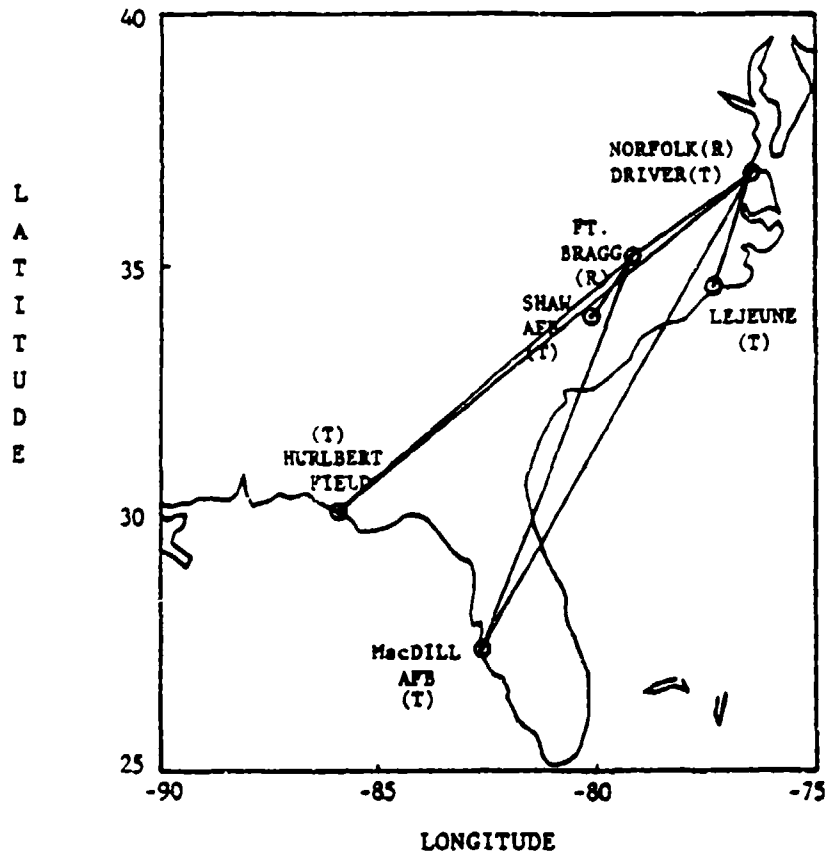 40
NORFOLK(R)
DRIVER(T)
L
A
T
I
T
U
D
E
FT.
BRAGG
(R)
35
SHAW
AFB
(T)
LEJEUNE
(T)
(T)
HURLBERT
FIELD
30
MacDILL
AFB
(T)
25
-90
-85
-80
-75
LONGITUDE